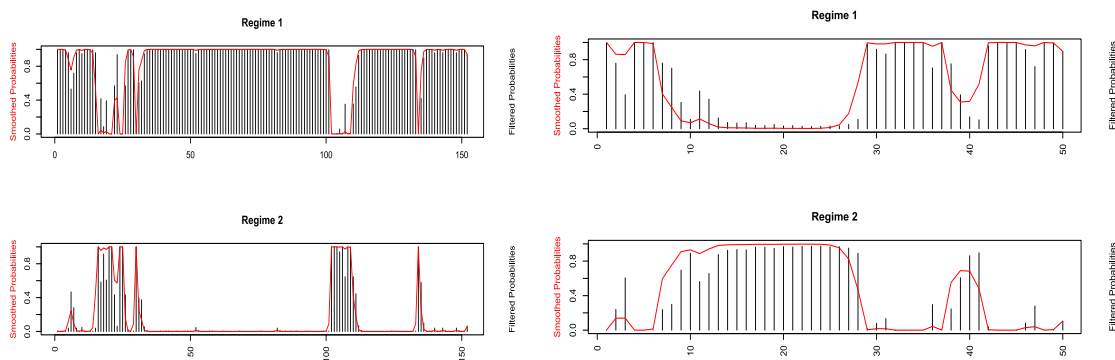 Regime 1
Smoothed Probabilities
0.0 0.4 0.8
Filtered Probabilities
0 50 100 150
Regime 2
Smoothed Probabilities
0.0 0.4 0.8
Filtered Probabilities
0 50 100 150
Regime 1
Smoothed Probabilities
0.0 0.4 0.8
Filtered Probabilities
0 10 20 30 40 50
Regime 2
Smoothed Probabilities
0.0 0.4 0.8
Filtered Probabilities
0 10 20 30 40 50